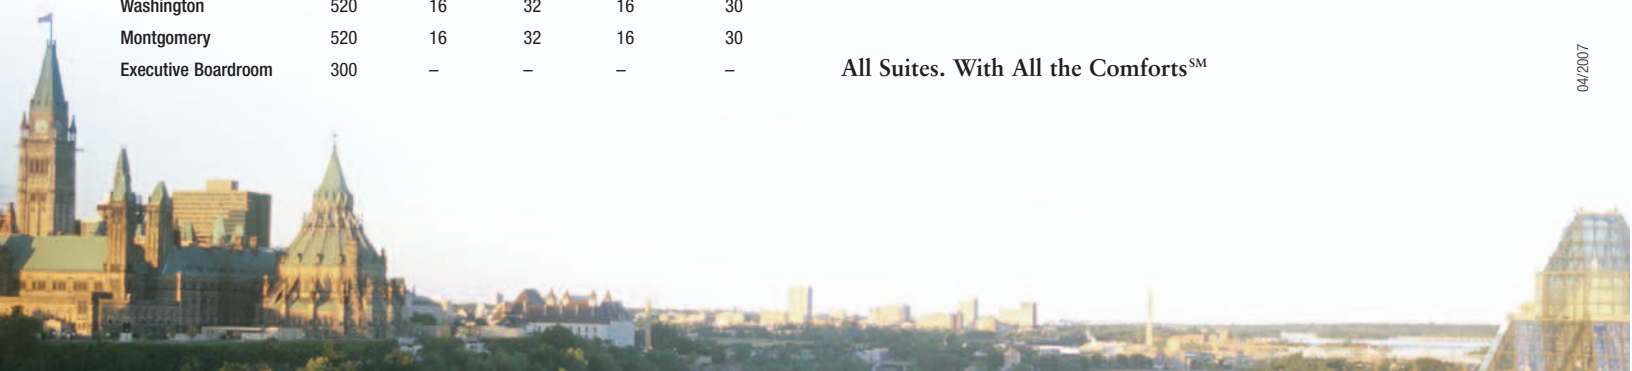 Washington 520 16 32 16 30
Montgomery 520 16 32 16 30
Executive Boardroom 300 – – – –
All Suites. With All the Comforts℠
04/2007